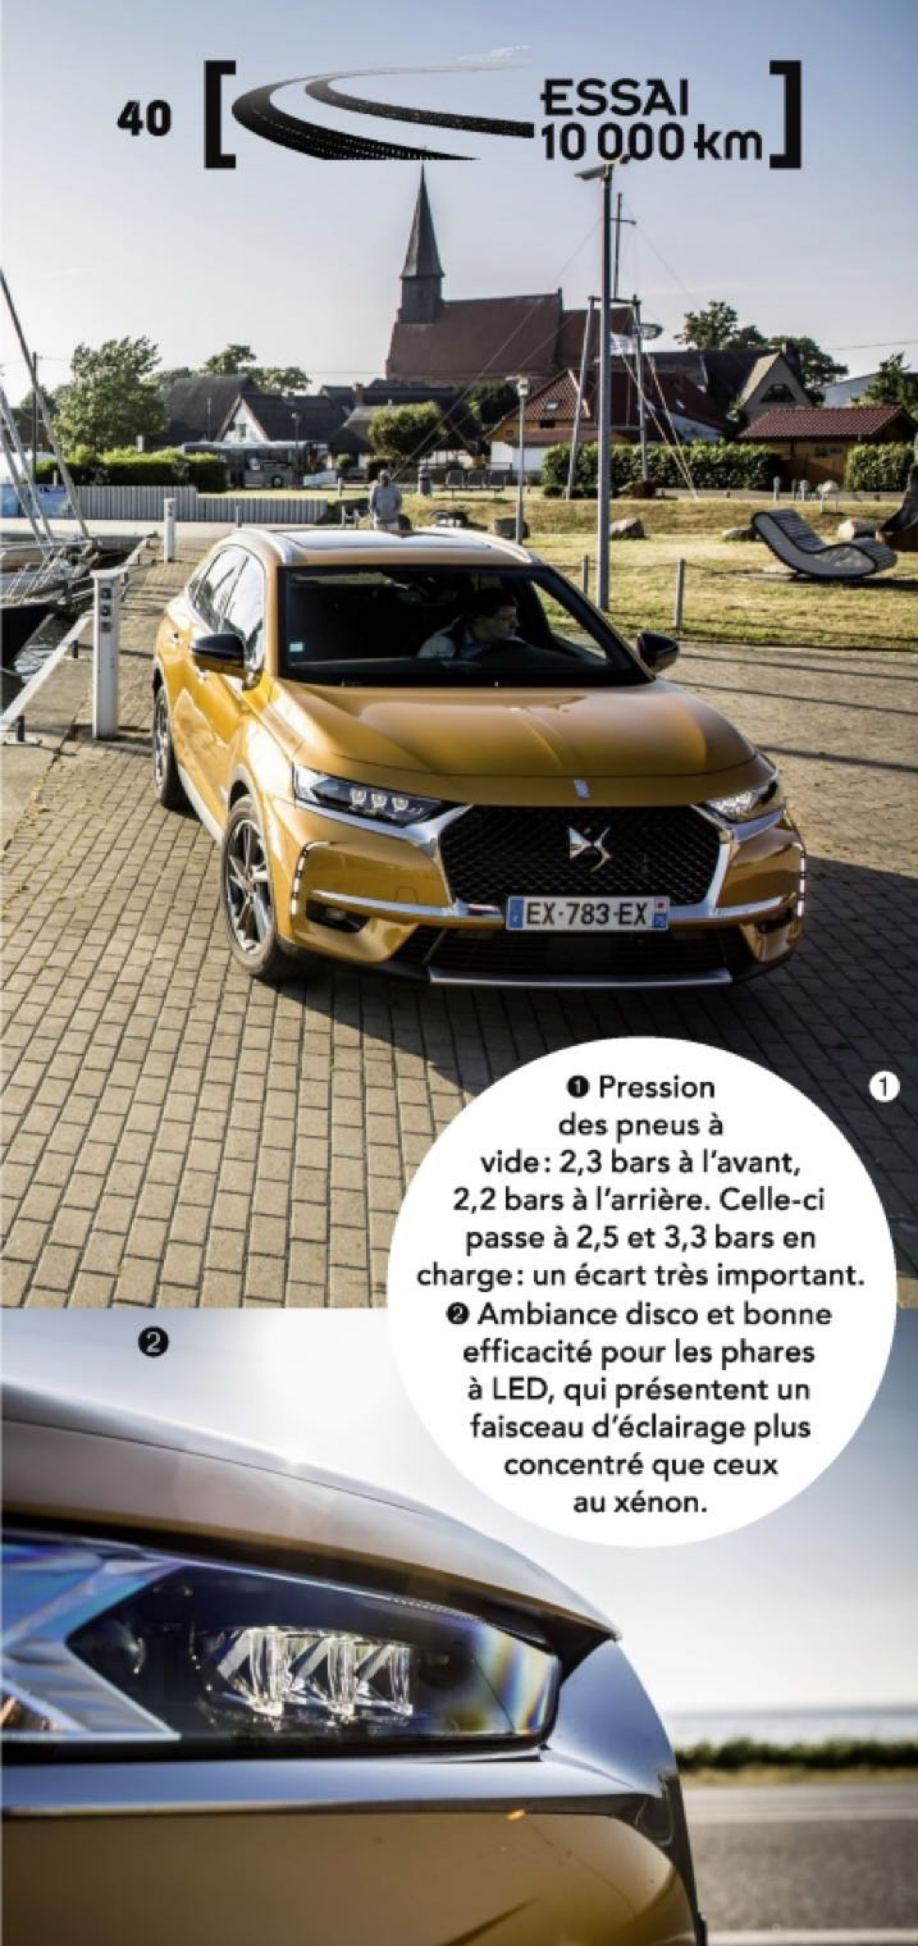 40
ESSAI
10 000 km
EX-783-EX
❶ Pression
des pneus à
vide : 2,3 bars à l'avant,
2,2 bars à l'arrière. Celle-ci
passe à 2,5 et 3,3 bars en
charge : un écart très important.
❷ Ambiance disco et bonne
efficacité pour les phares
à LED, qui présentent un
faisceau d'éclairage plus
concentré que ceux
au xénon.
1
2